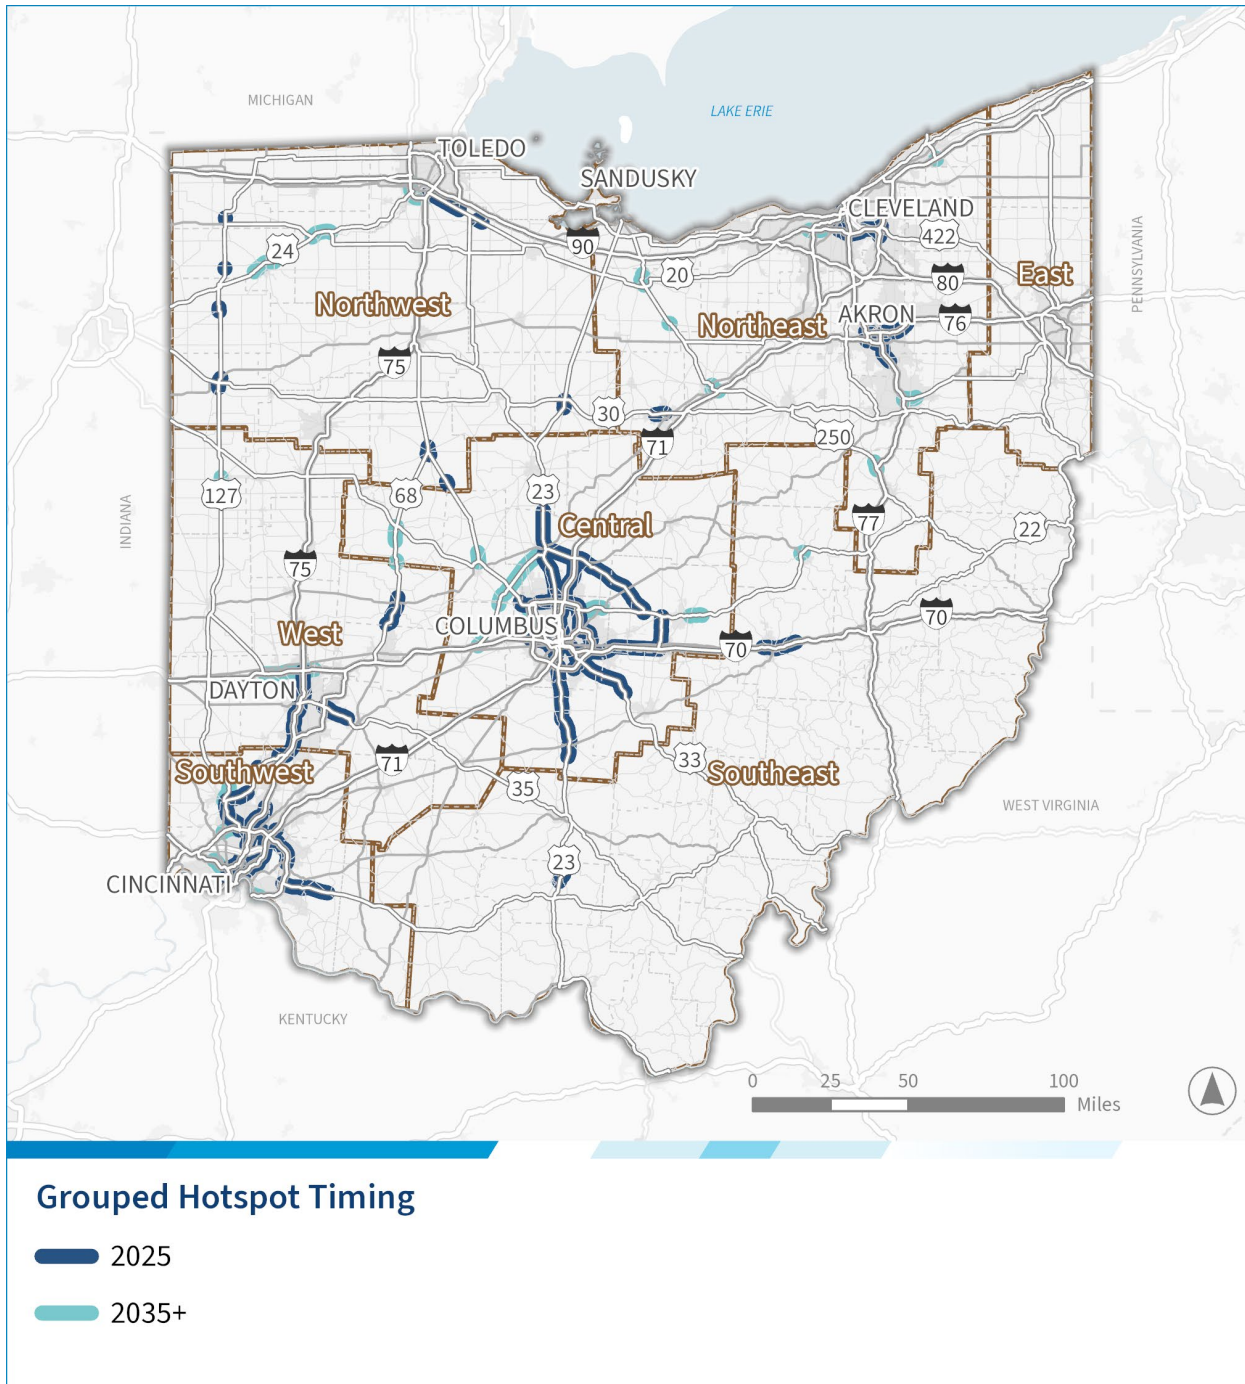 MICHIGAN
LAKE ERIE
TOLEDO
SANDUSKY
CLEVELAND
422
90
24
20
80
East
PENNSYLVANIA
Northwest
Northeast
AKRON
76
75
30
71
250
127
68
23
INDIANA
Central
77
22
75
West
COLUMBUS
70
70
DAYTON
Southwest
71
33
Southeast
35
WEST VIRGINIA
23
CINCINNATI
KENTUCKY
0 25 50 100
Miles
Grouped Hotspot Timing
2025
2035+